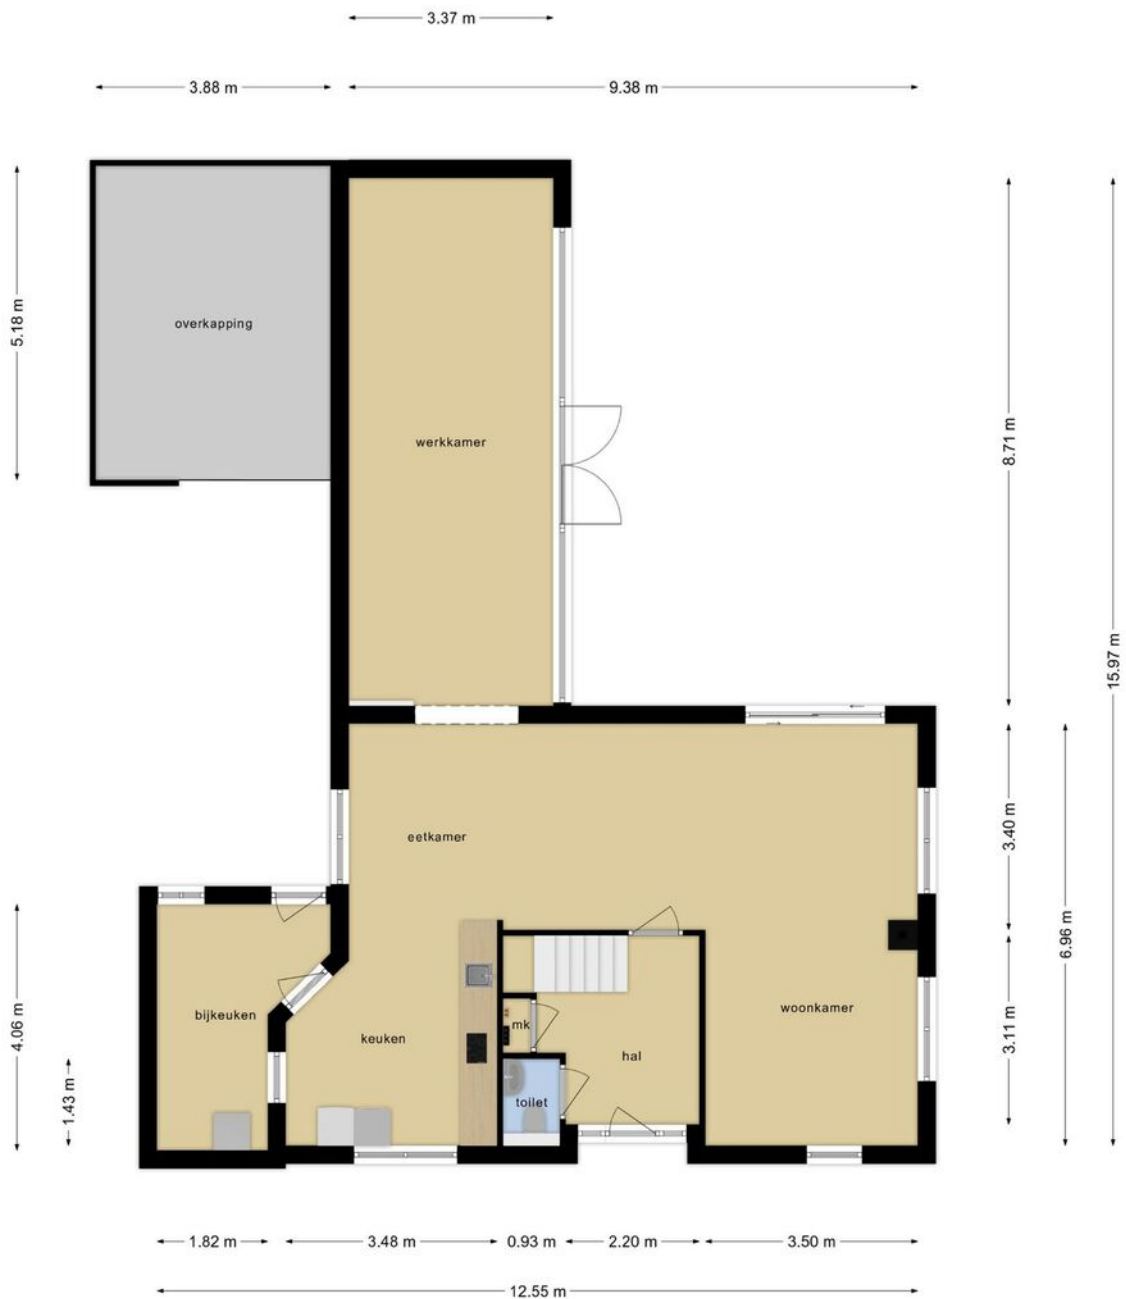 3.37 m
3.88 m
9.38 m
5.18 m
overkapping
werkkamer
8.71 m
15.97 m
eetkamer
3.40 m
6.96 m
4.06 m
1.43 m
bijkeuken
keuken
mk
hal
toilet
woonkamer
3.11 m
1.82 m
3.48 m
0.93 m
2.20 m
3.50 m
12.55 m